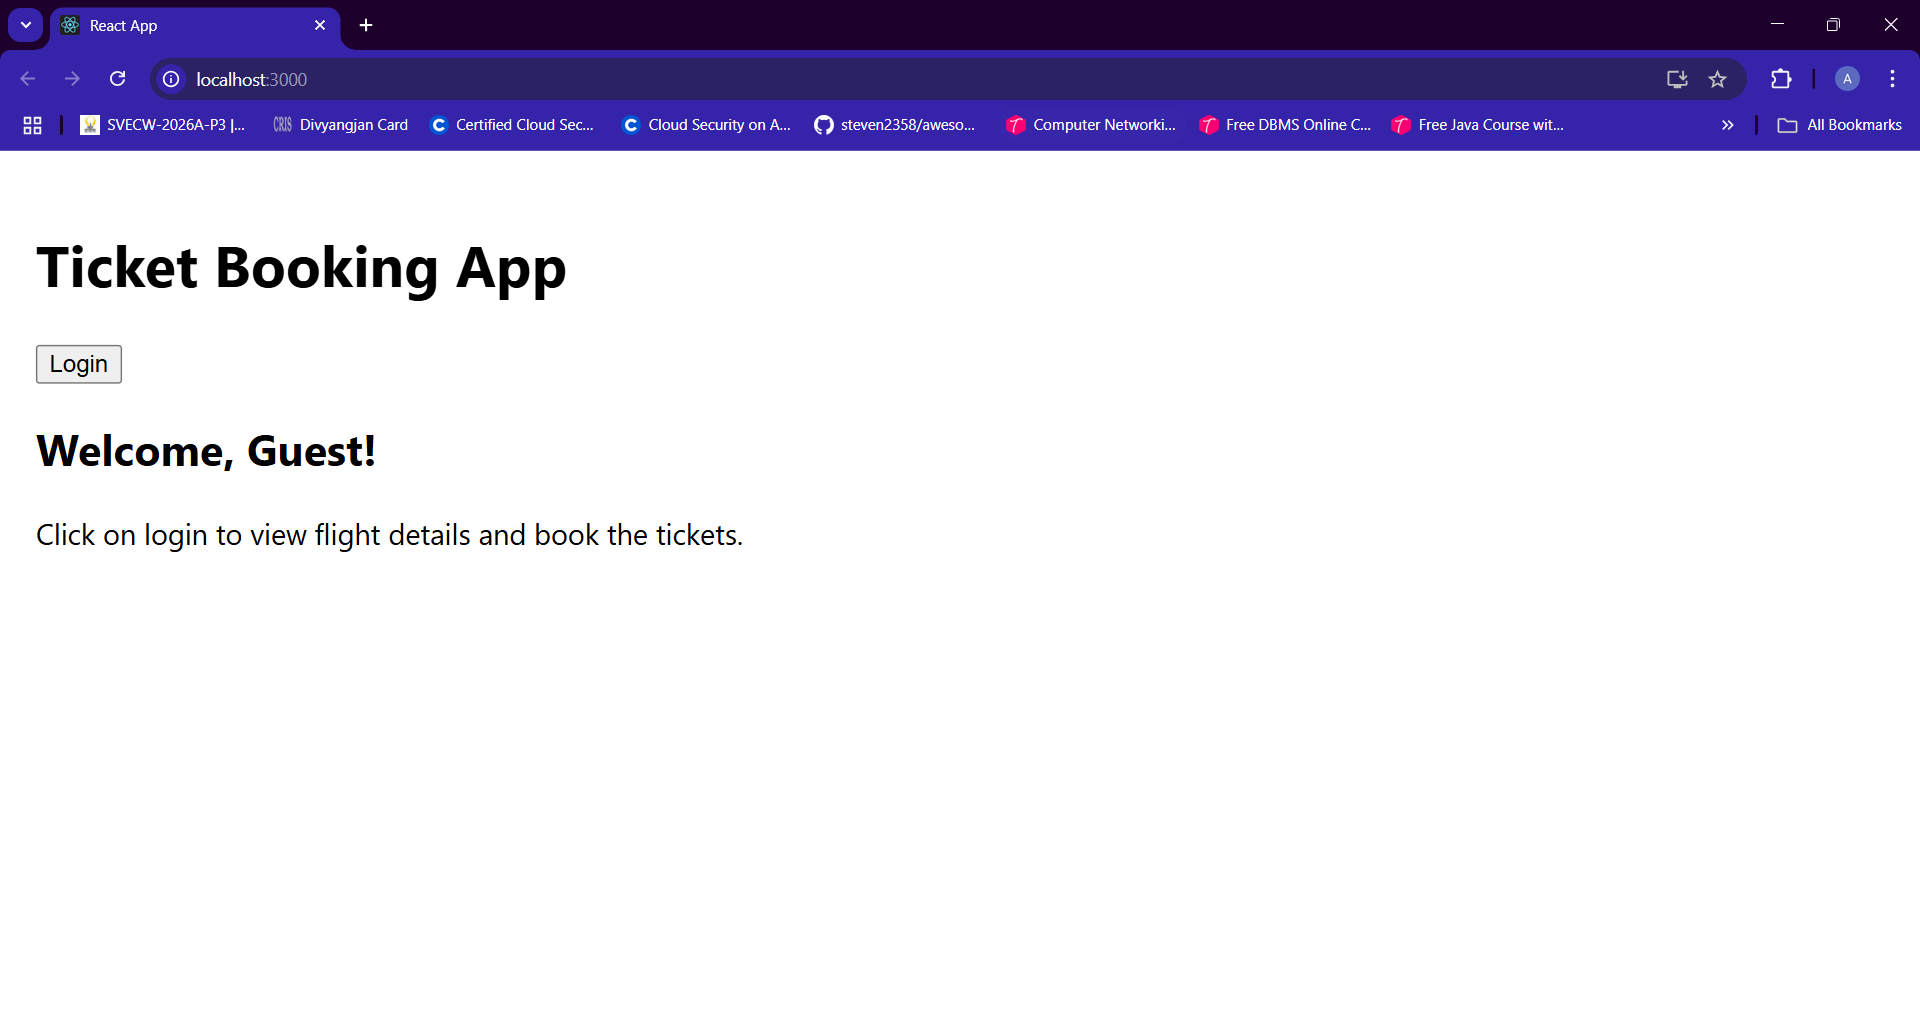 React App
localhost:3000
A
SVECW-2026A-P3 |...
CRIS Divyangjan Card
C Certified Cloud Sec...
C Cloud Security on A...
steven2358/aweso...
Computer Networki...
Free DBMS Online C...
Free Java Course wit...
All Bookmarks
Ticket Booking App
Login
Welcome, Guest!
Click on login to view flight details and book the tickets.